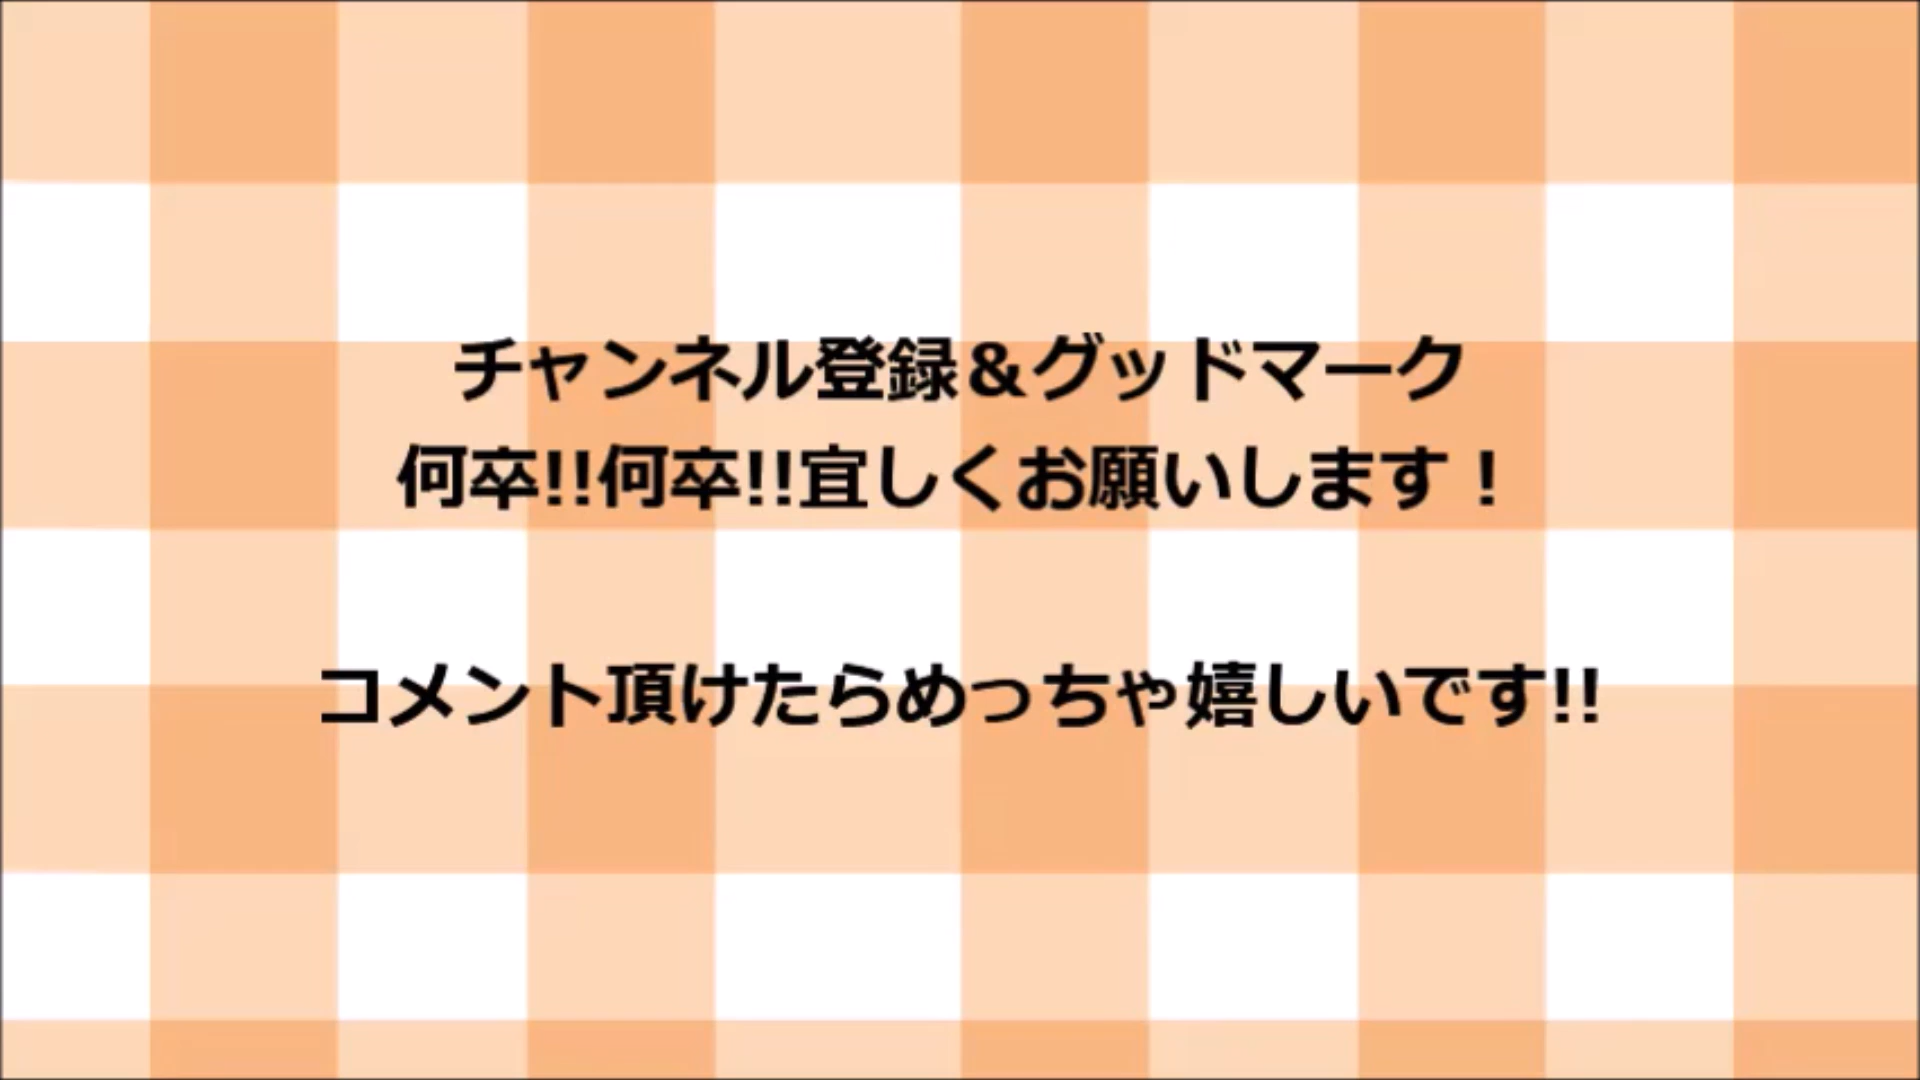 チャンネル登録＆グッドマーク
何卒!!何卒!!宜しくお願いします！
コメント頂けたらめっちゃ嬉しいです!!